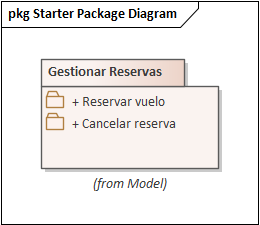 pkg Starter Package Diagram
Gestionar Reservas
+ Reservar vuelo
+ Cancelar reserva
(from Model)